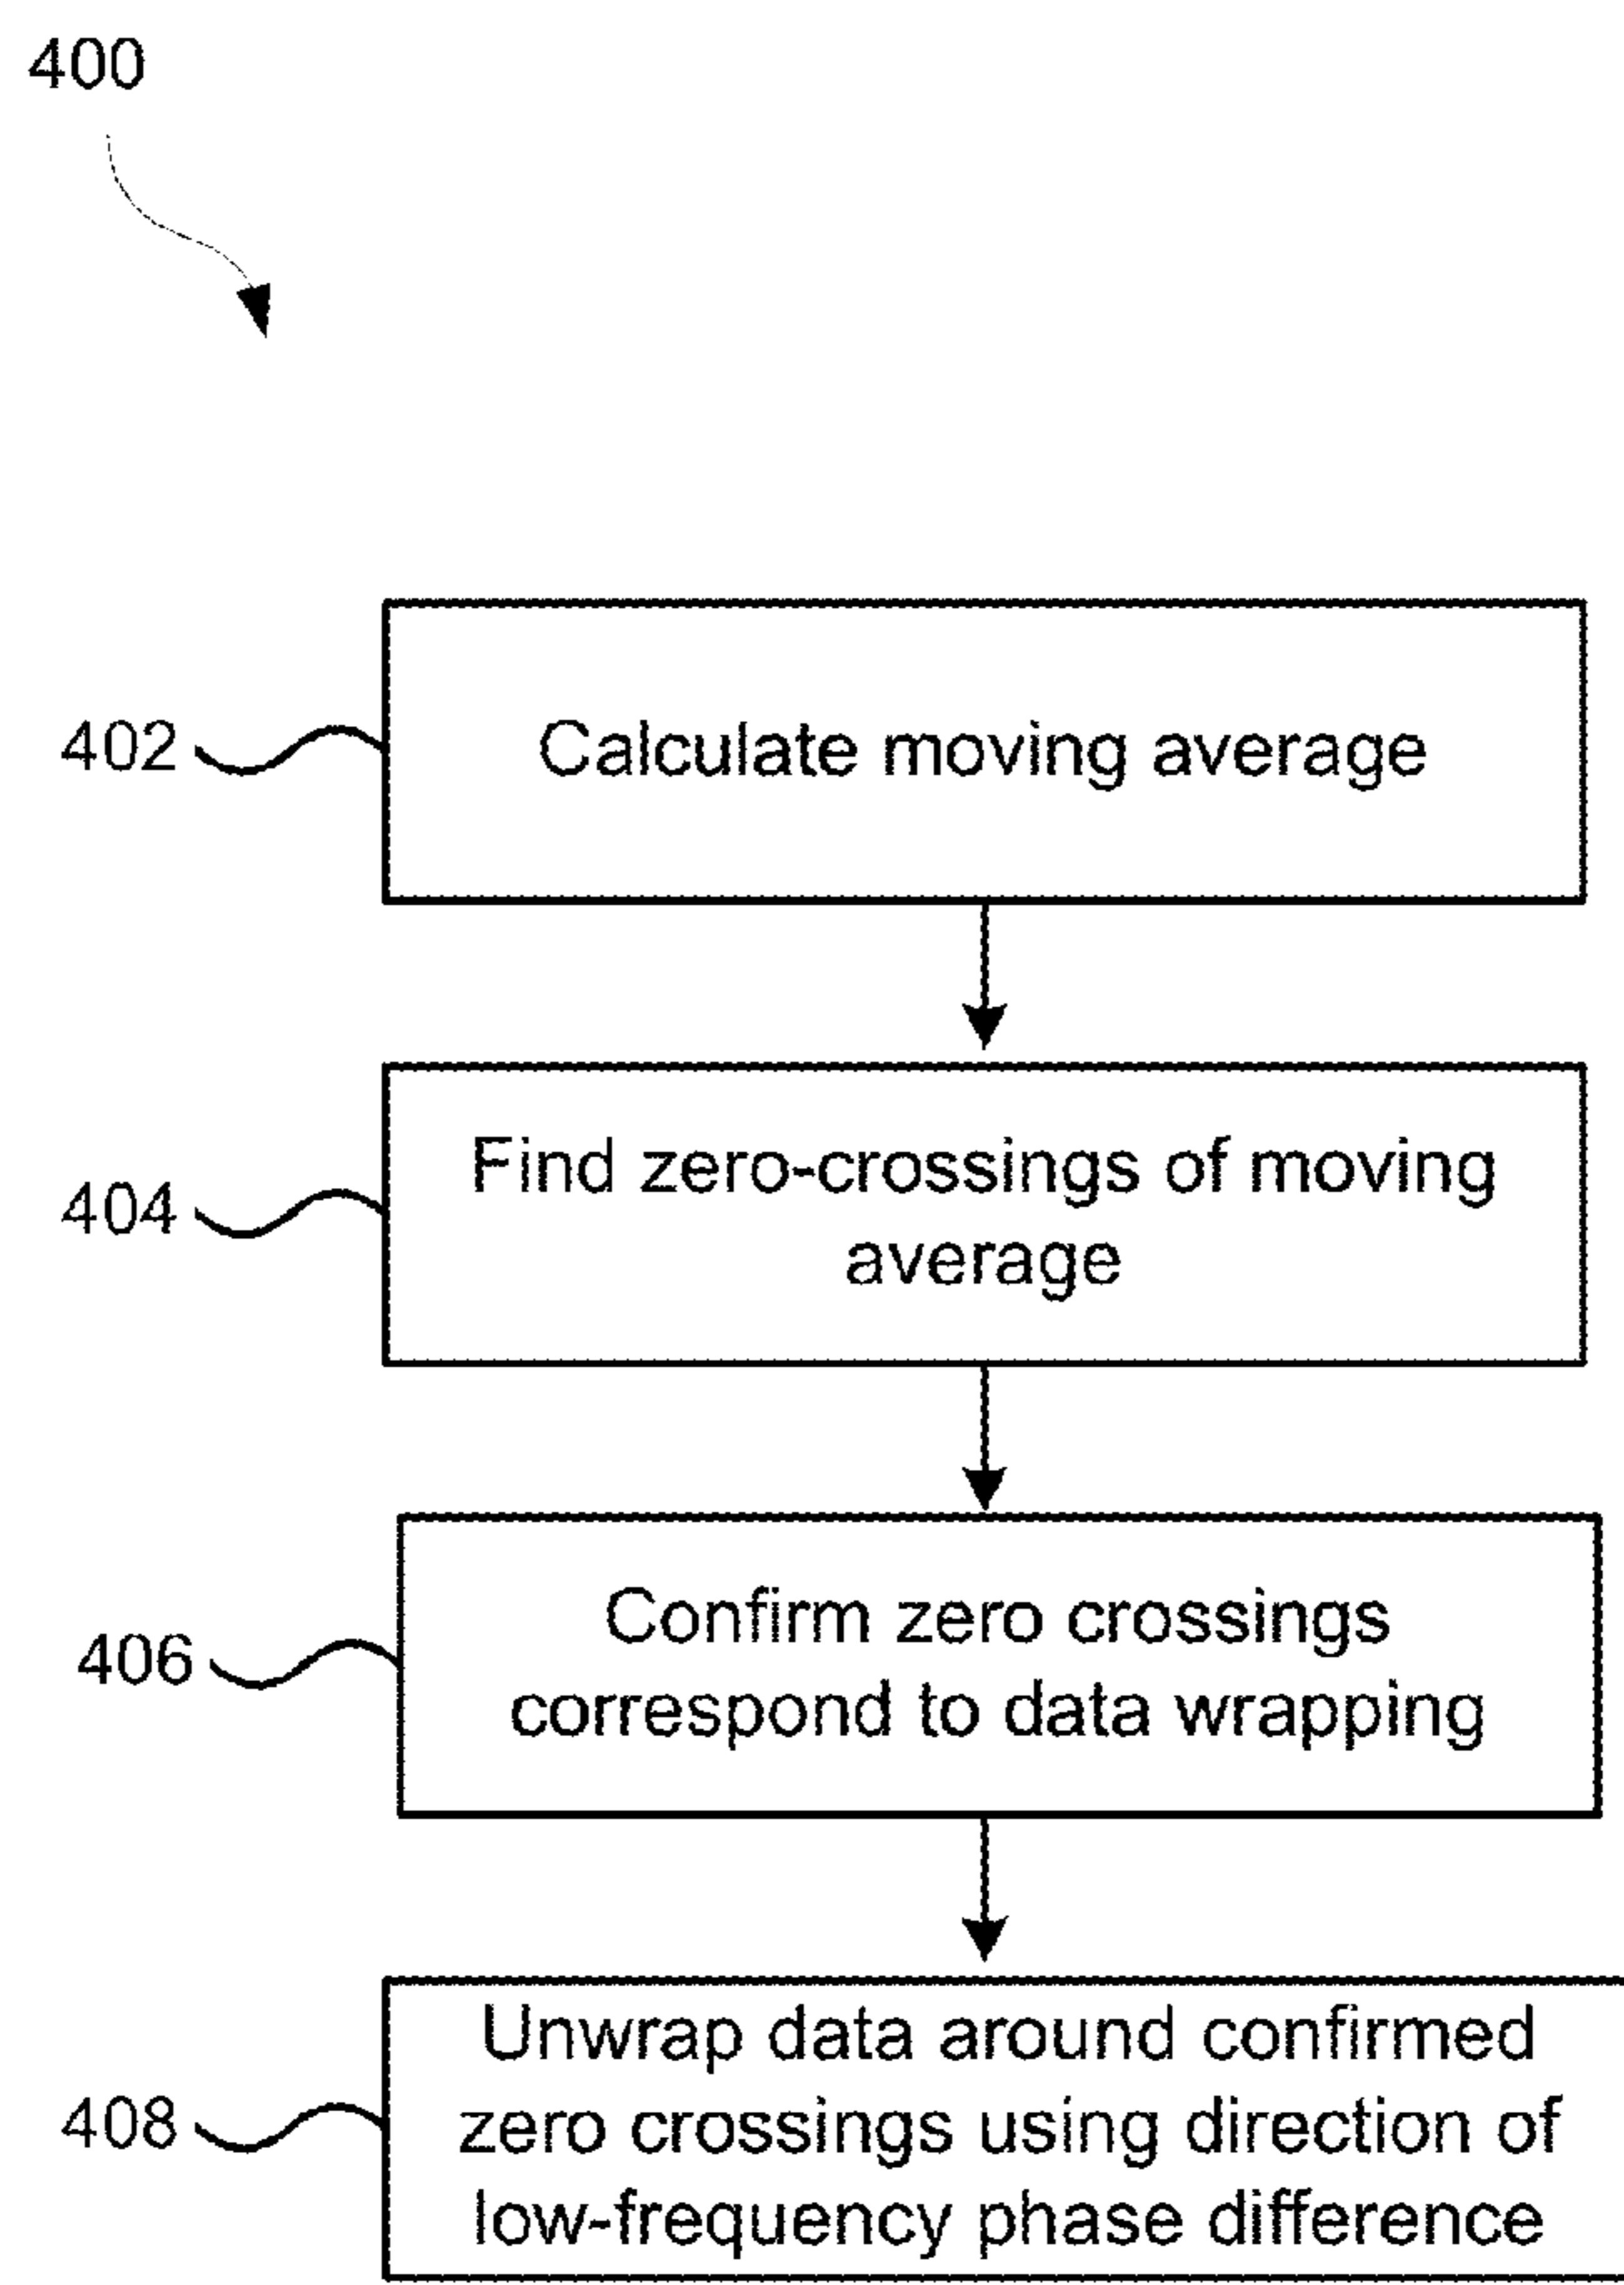 400
402
Calculate moving average
404
Find zero-crossings of moving
average
406
Confirm zero crossings
correspond to data wrapping
408
Unwrap data around confirmed
zero crossings using direction of
low-frequency phase difference